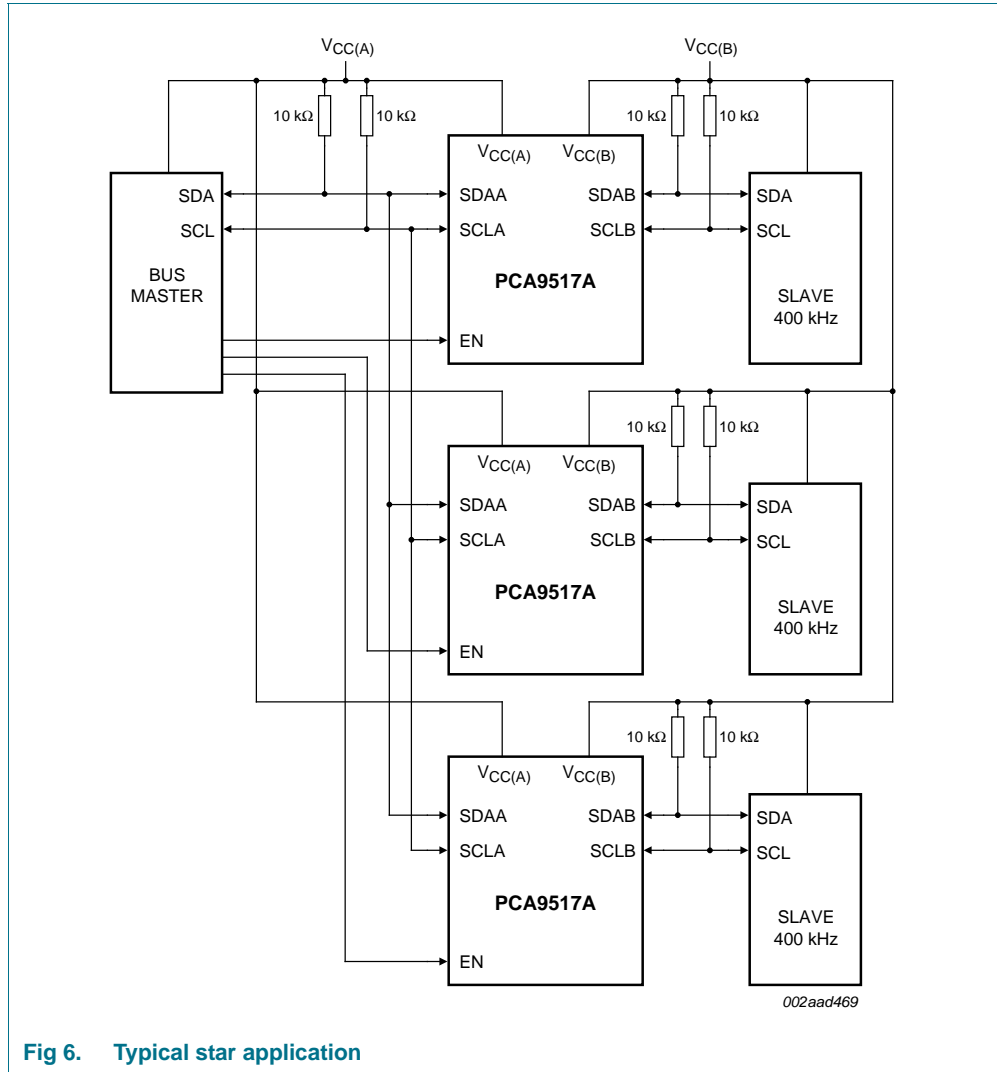 VCC(A) VCC(B)
10 kΩ 10 kΩ 10 kΩ 10 kΩ
VCC(A) VCC(B)
SDA SDAA SDAB SDA
SCL SCLA SCLB SCL
BUS
MASTER
PCA9517A
SLAVE
400 kHz
EN
10 kΩ 10 kΩ
VCC(A) VCC(B)
SDAA SDAB SDA
SCLA SCLB SCL
PCA9517A
SLAVE
400 kHz
EN
10 kΩ 10 kΩ
VCC(A) VCC(B)
SDAA SDAB SDA
SCLA SCLB SCL
PCA9517A
SLAVE
400 kHz
EN
002aad469
Fig 6. Typical star application